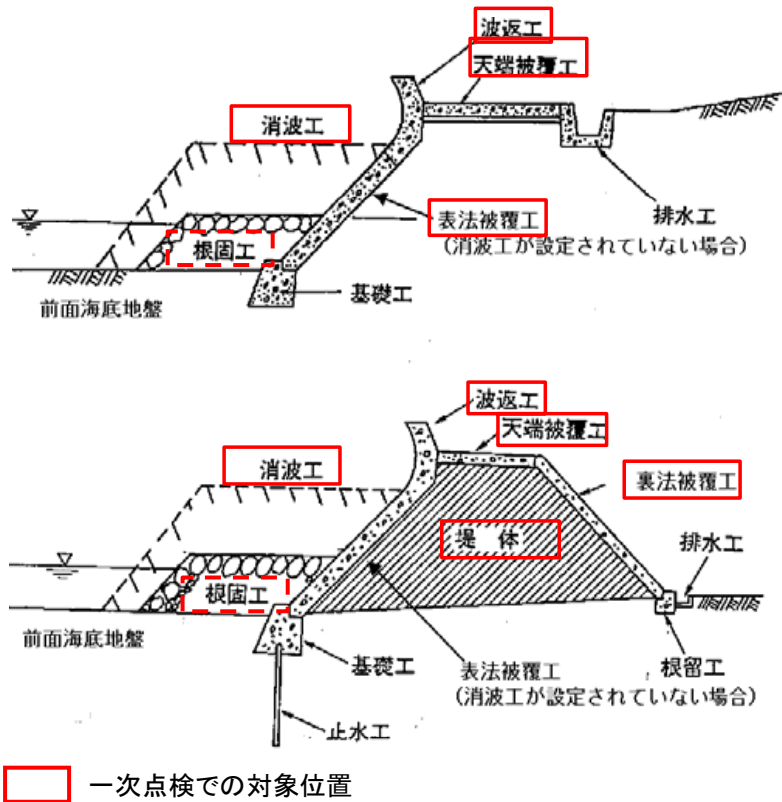 波返工
天端被覆工
消波工
表法被覆工
(消波工が設定されていない場合)
排水工
根固工
基礎工
前面海底地盤
波返工
天端被覆工
消波工
裏法被覆工
堤 体
排水工
根固工
前面海底地盤
基礎工
表法被覆工
(消波工が設定されていない場合)
根留工
止水工
一次点検での対象位置